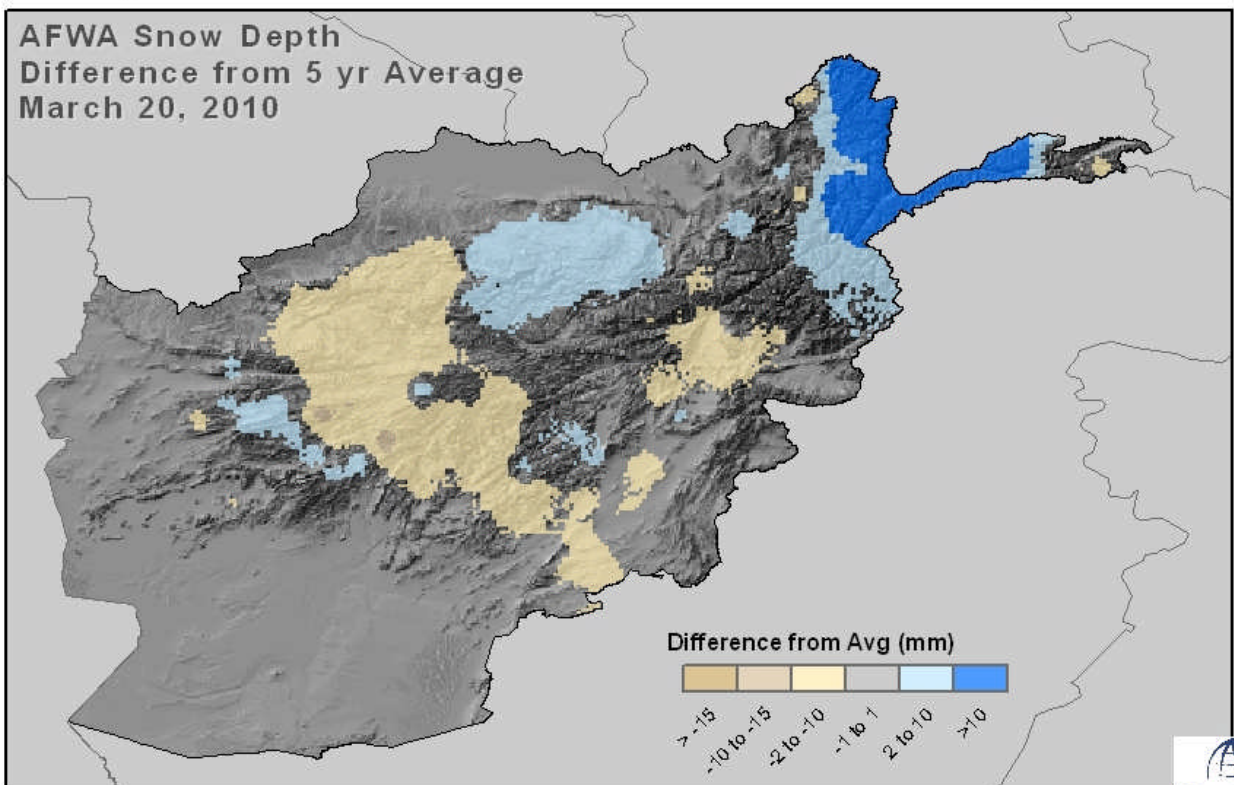 AFWA Snow Depth
Difference from 5 yr Average
March 20, 2010
Difference from Avg (mm)
> -15
-10 to -15
-2 to -10
-1 to 1
2 to 10
>10